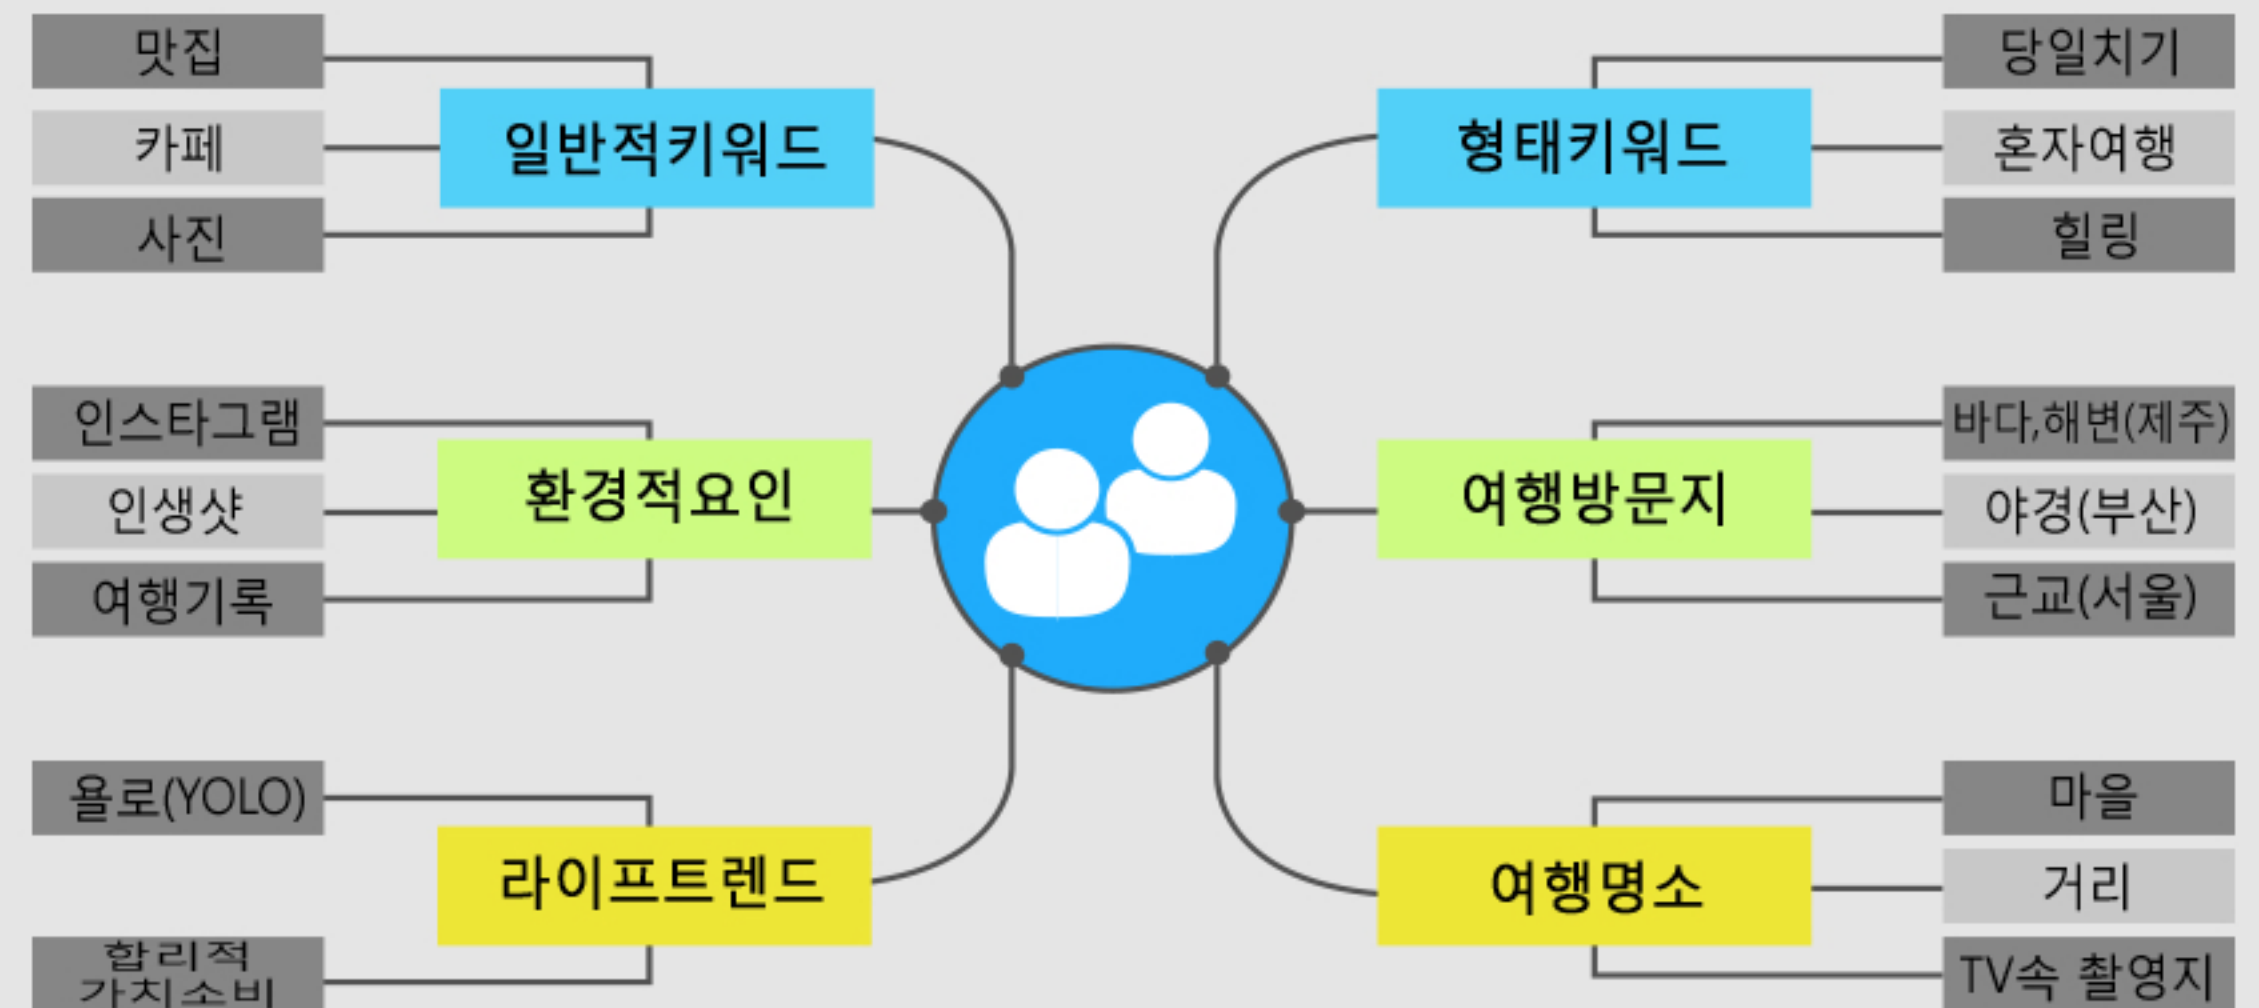 맛집
카페
사진
일반적키워드
형태키워드
당일치기
혼자여행
힐링
인스타그램
인생샷
여행기록
환경적요인
여행방문지
바다,해변(제주)
야경(부산)
근교(서울)
욜로(YOLO)
합리적
가치소비
라이프트렌드
여행명소
마을
거리
TV속 촬영지